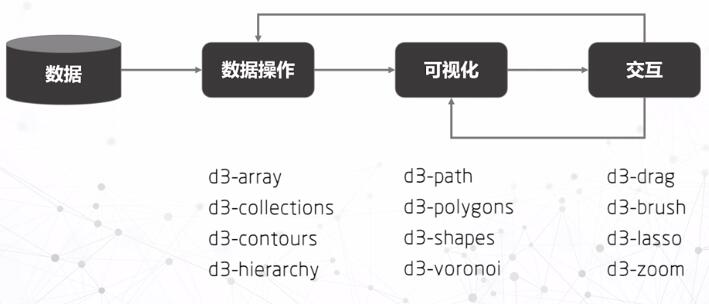 数据
数据操作
可视化
交互
d3-array
d3-collections
d3-contours
d3-hierarchy
d3-path
d3-polygons
d3-shapes
d3-voronoi
d3-drag
d3-brush
d3-lasso
d3-zoom